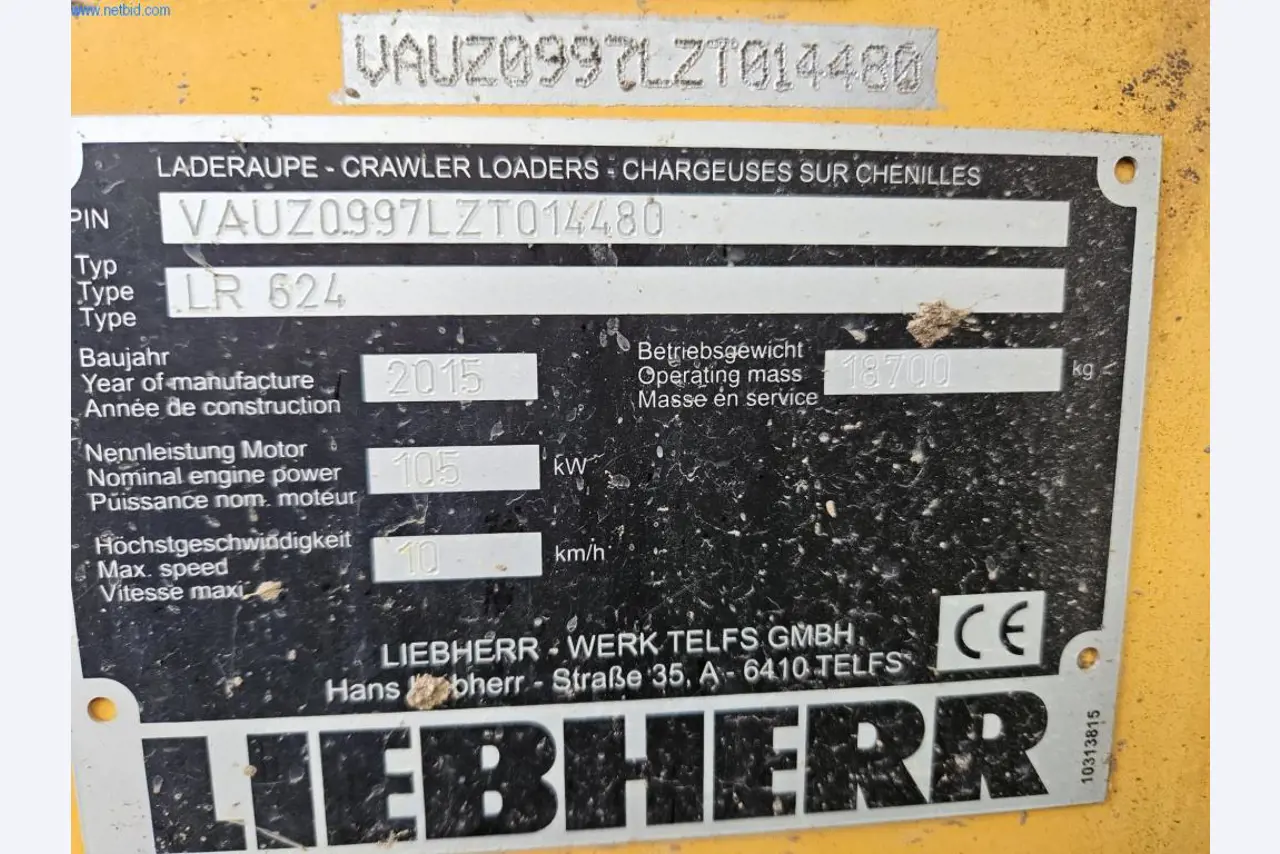 www.netbid.com
VAUZ0997LZT014480
LADERAUPE - CRAWLER LOADERS - CHARGEUSES SUR CHENILLES
PIN VAUZ0997LZT014480
Typ
Type LR 624
Type
Baujahr
Year of manufacture 2015
Année de construction
Betriebsgewicht
Operating mass 18700 kg
Masse en service
Nennleistung Motor
Nominal engine power 105 kW
Puissance nom. moteur
Höchstgeschwindigkeit
Max. speed 10 km/h
Vitesse maxi
LIEBHERR - WERK TELFS GMBH
Hans - Straße 35, A - 6410 TELFS
CE
LIEBHERR
10313815